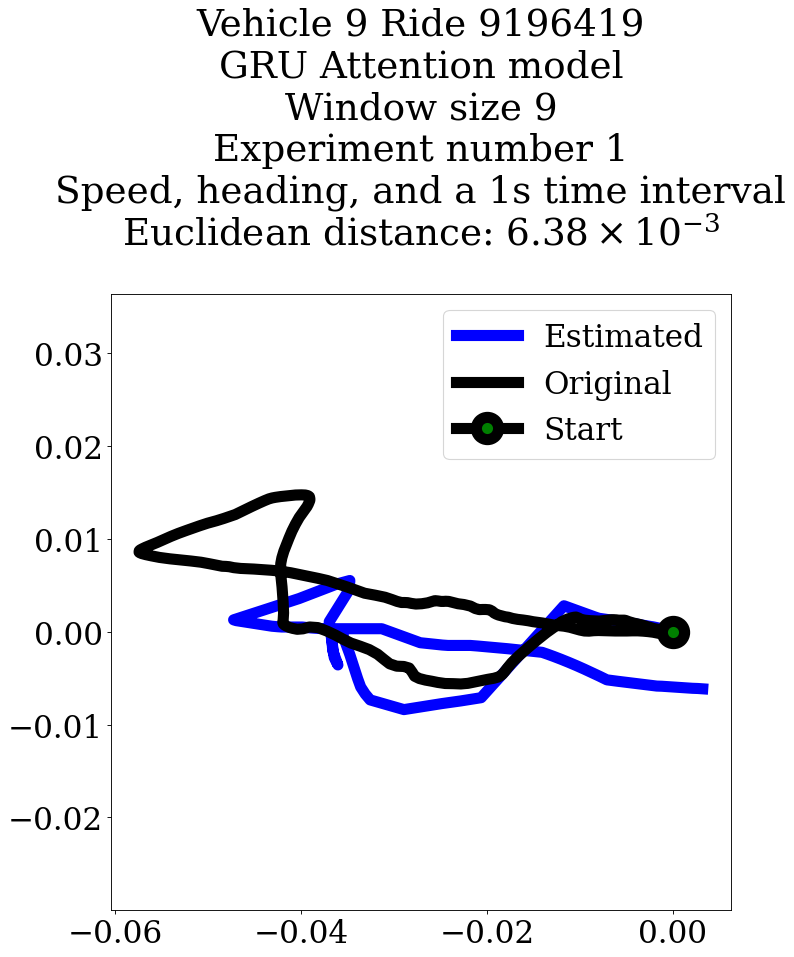 Vehicle 9 Ride 9196419
GRU Attention model
Window size 9
Experiment number 1
Speed, heading, and a 1s time interval
Euclidean distance: 6.38 × 10⁻³
Estimated
Original
Start
0.03
0.02
0.01
0.00
−0.01
−0.02
−0.06
−0.04
−0.02
0.00